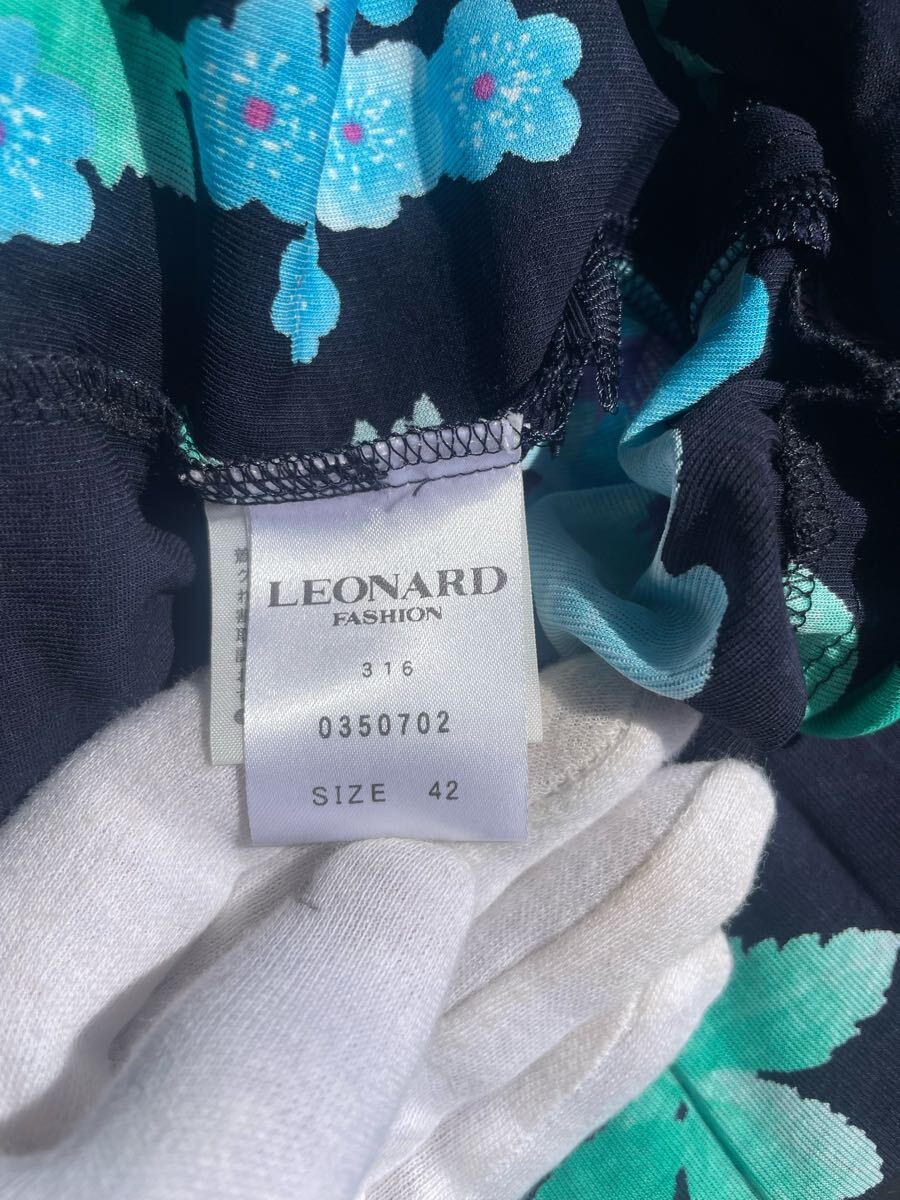 LEONARD
FASHION
316
0350702
SIZE 42